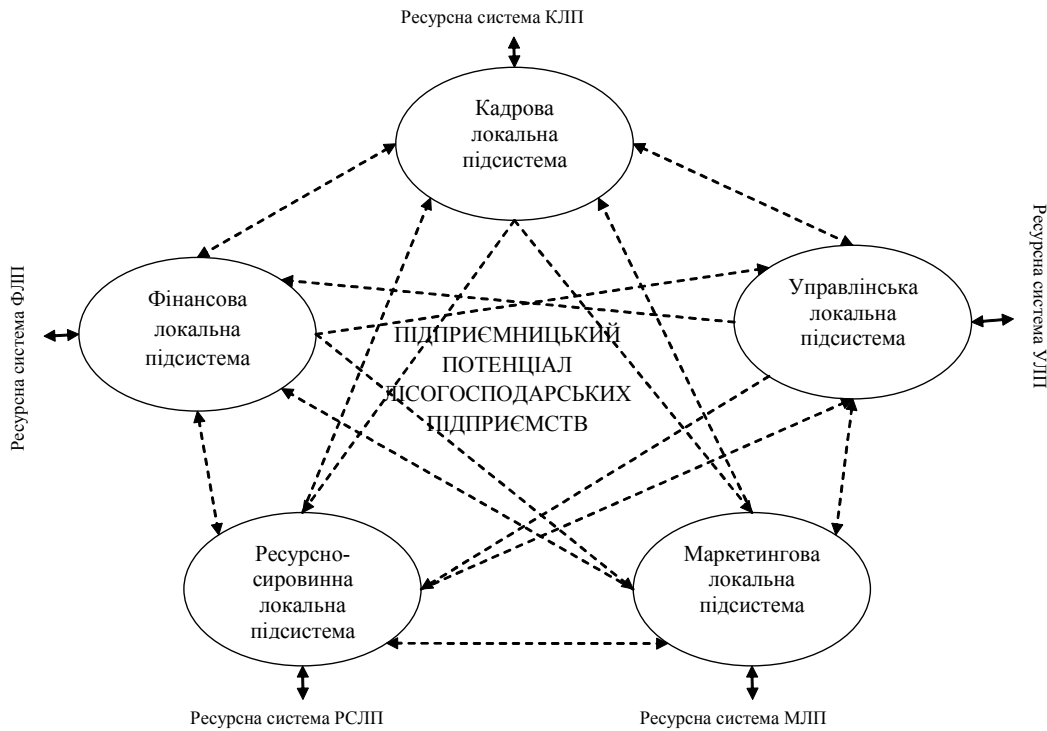 Ресурсна система КЛП
Кадрова
локальна
підсистема
Ресурсна система ФЛП
Фінансова
локальна
підсистема
Управлінська
локальна
підсистема
Ресурсна система УЛП
ПІДПРИЄМНИЦЬКИЙ
ПОТЕНЦІАЛ
ЛІСОГОСПОДАРСЬКИХ
ПІДПРИЄМСТВ
Ресурсно-
сировинна
локальна
підсистема
Маркетингова
локальна
підсистема
Ресурсна система РСЛП
Ресурсна система МЛП